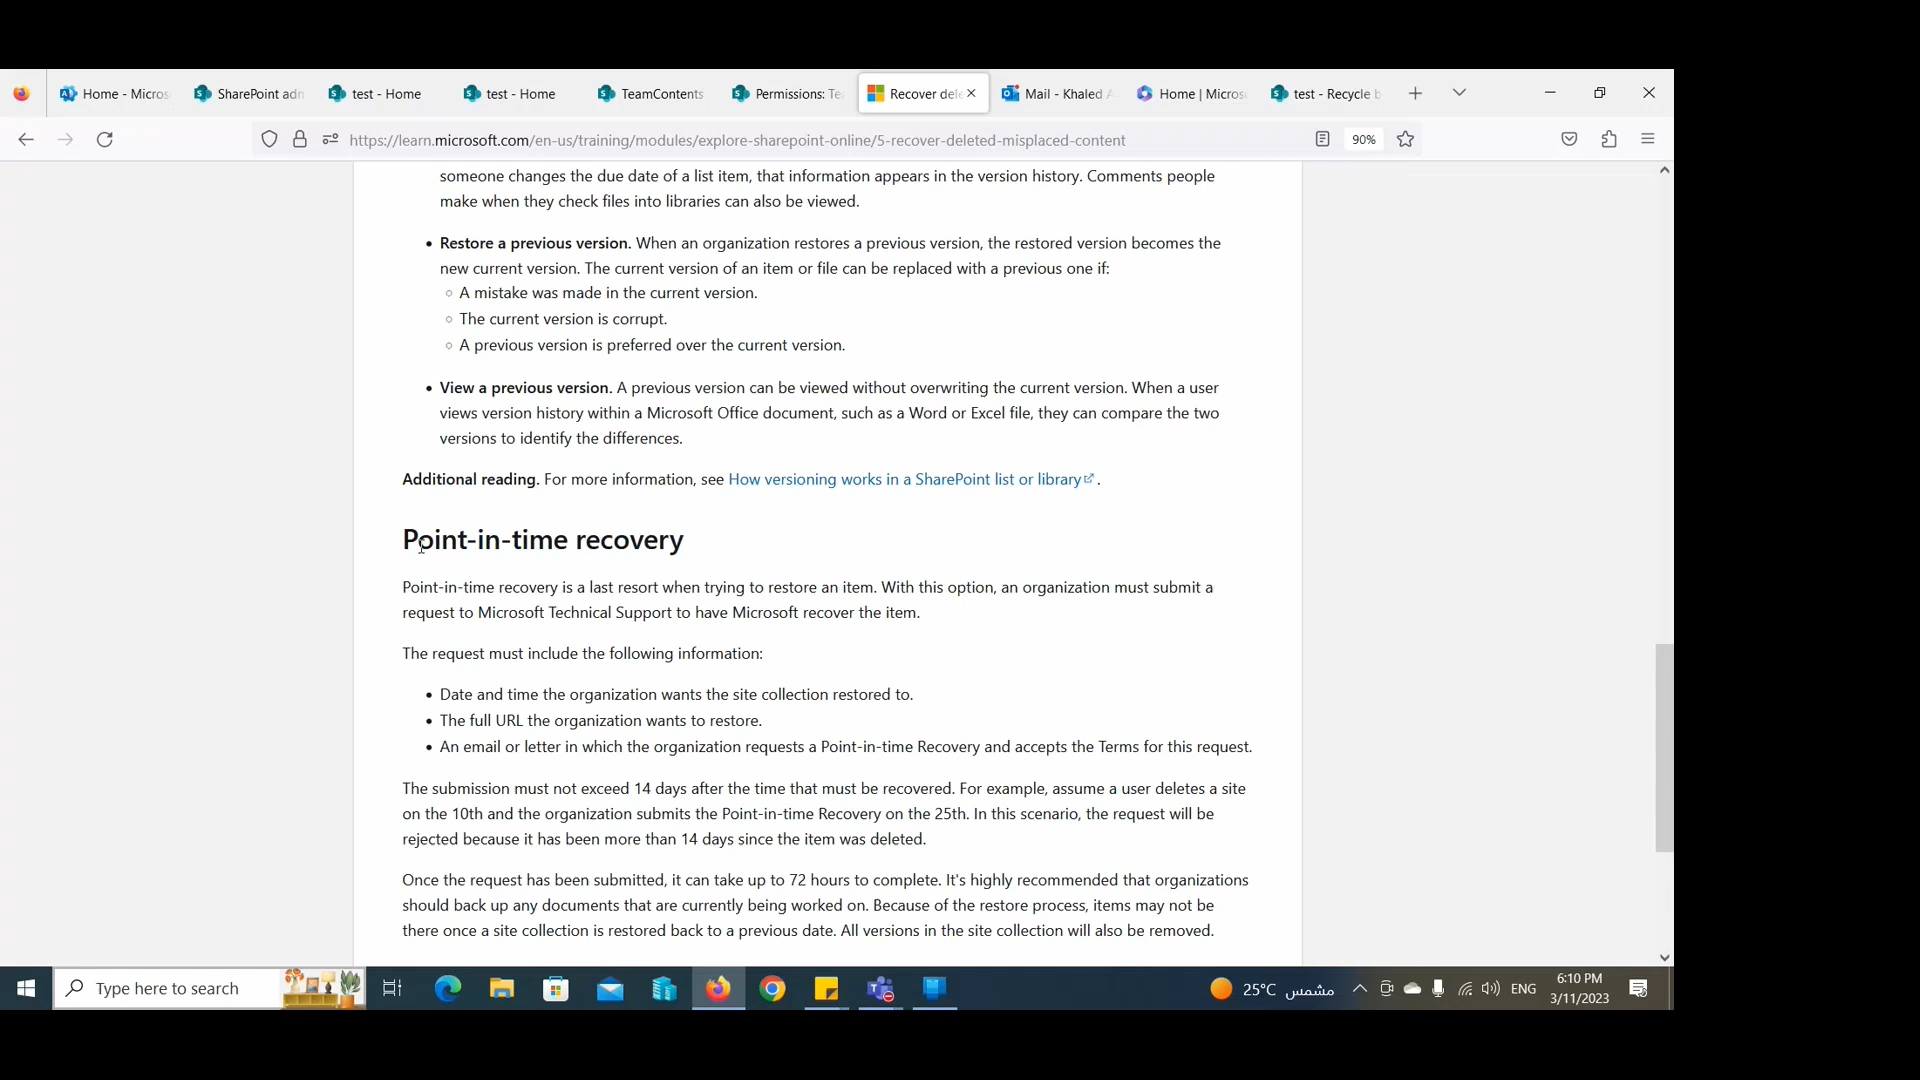 Home - Micros
SharePoint adn
test - Home
test - Home
TeamContents
Permissions: Te
Recover dele
Mail - Khaled A
Home | Micros
test - Recycle b
https://learn.microsoft.com/en-us/training/modules/explore-sharepoint-online/5-recover-deleted-misplaced-content
90%
someone changes the due date of a list item, that information appears in the version history. Comments people
make when they check files into libraries can also be viewed.
• Restore a previous version. When an organization restores a previous version, the restored version becomes the
new current version. The current version of an item or file can be replaced with a previous one if:
○ A mistake was made in the current version.
○ The current version is corrupt.
○ A previous version is preferred over the current version.
• View a previous version. A previous version can be viewed without overwriting the current version. When a user
views version history within a Microsoft Office document, such as a Word or Excel file, they can compare the two
versions to identify the differences.
Additional reading. For more information, see How versioning works in a SharePoint list or library.
Point-in-time recovery
Point-in-time recovery is a last resort when trying to restore an item. With this option, an organization must submit a
request to Microsoft Technical Support to have Microsoft recover the item.
The request must include the following information:
• Date and time the organization wants the site collection restored to.
• The full URL the organization wants to restore.
• An email or letter in which the organization requests a Point-in-time Recovery and accepts the Terms for this request.
The submission must not exceed 14 days after the time that must be recovered. For example, assume a user deletes a site
on the 10th and the organization submits the Point-in-time Recovery on the 25th. In this scenario, the request will be
rejected because it has been more than 14 days since the item was deleted.
Once the request has been submitted, it can take up to 72 hours to complete. It's highly recommended that organizations
should back up any documents that are currently being worked on. Because of the restore process, items may not be
there once a site collection is restored back to a previous date. All versions in the site collection will also be removed.
Type here to search
25°C مشمس
ENG
6:10 PM
3/11/2023